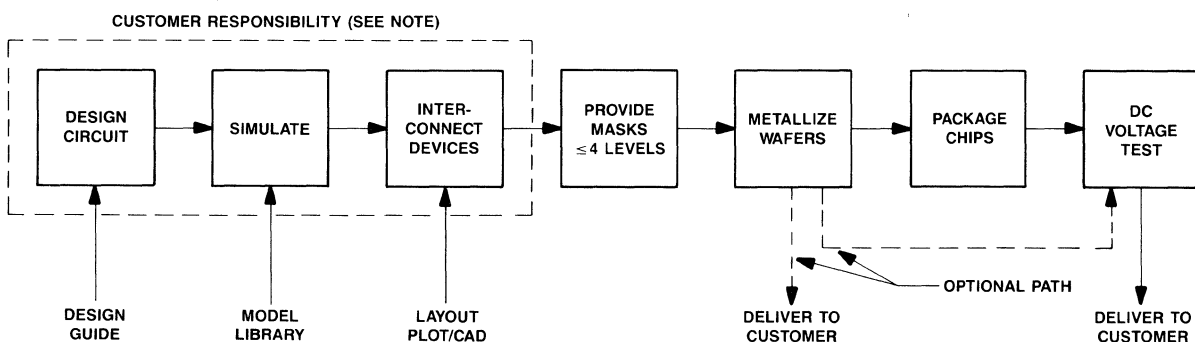 CUSTOMER RESPONSIBILITY (SEE NOTE)
DESIGN
CIRCUIT
SIMULATE
INTER-
CONNECT
DEVICES
PROVIDE
MASKS
≤4 LEVELS
METALLIZE
WAFERS
PACKAGE
CHIPS
DC
VOLTAGE
TEST
OPTIONAL PATH
DESIGN
GUIDE
MODEL
LIBRARY
LAYOUT
PLOT/CAD
DELIVER TO
CUSTOMER
DELIVER TO
CUSTOMER